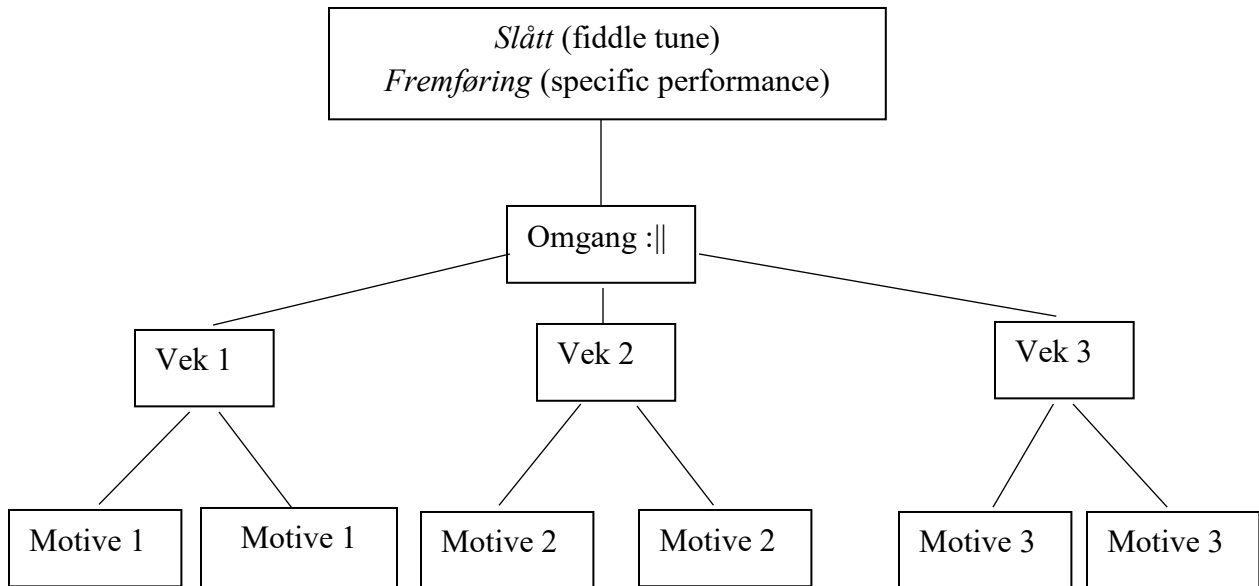 Slått (fiddle tune)
Fremføring (specific performance)
Omgang :||
Vek 1
Vek 2
Vek 3
Motive 1
Motive 1
Motive 2
Motive 2
Motive 3
Motive 3